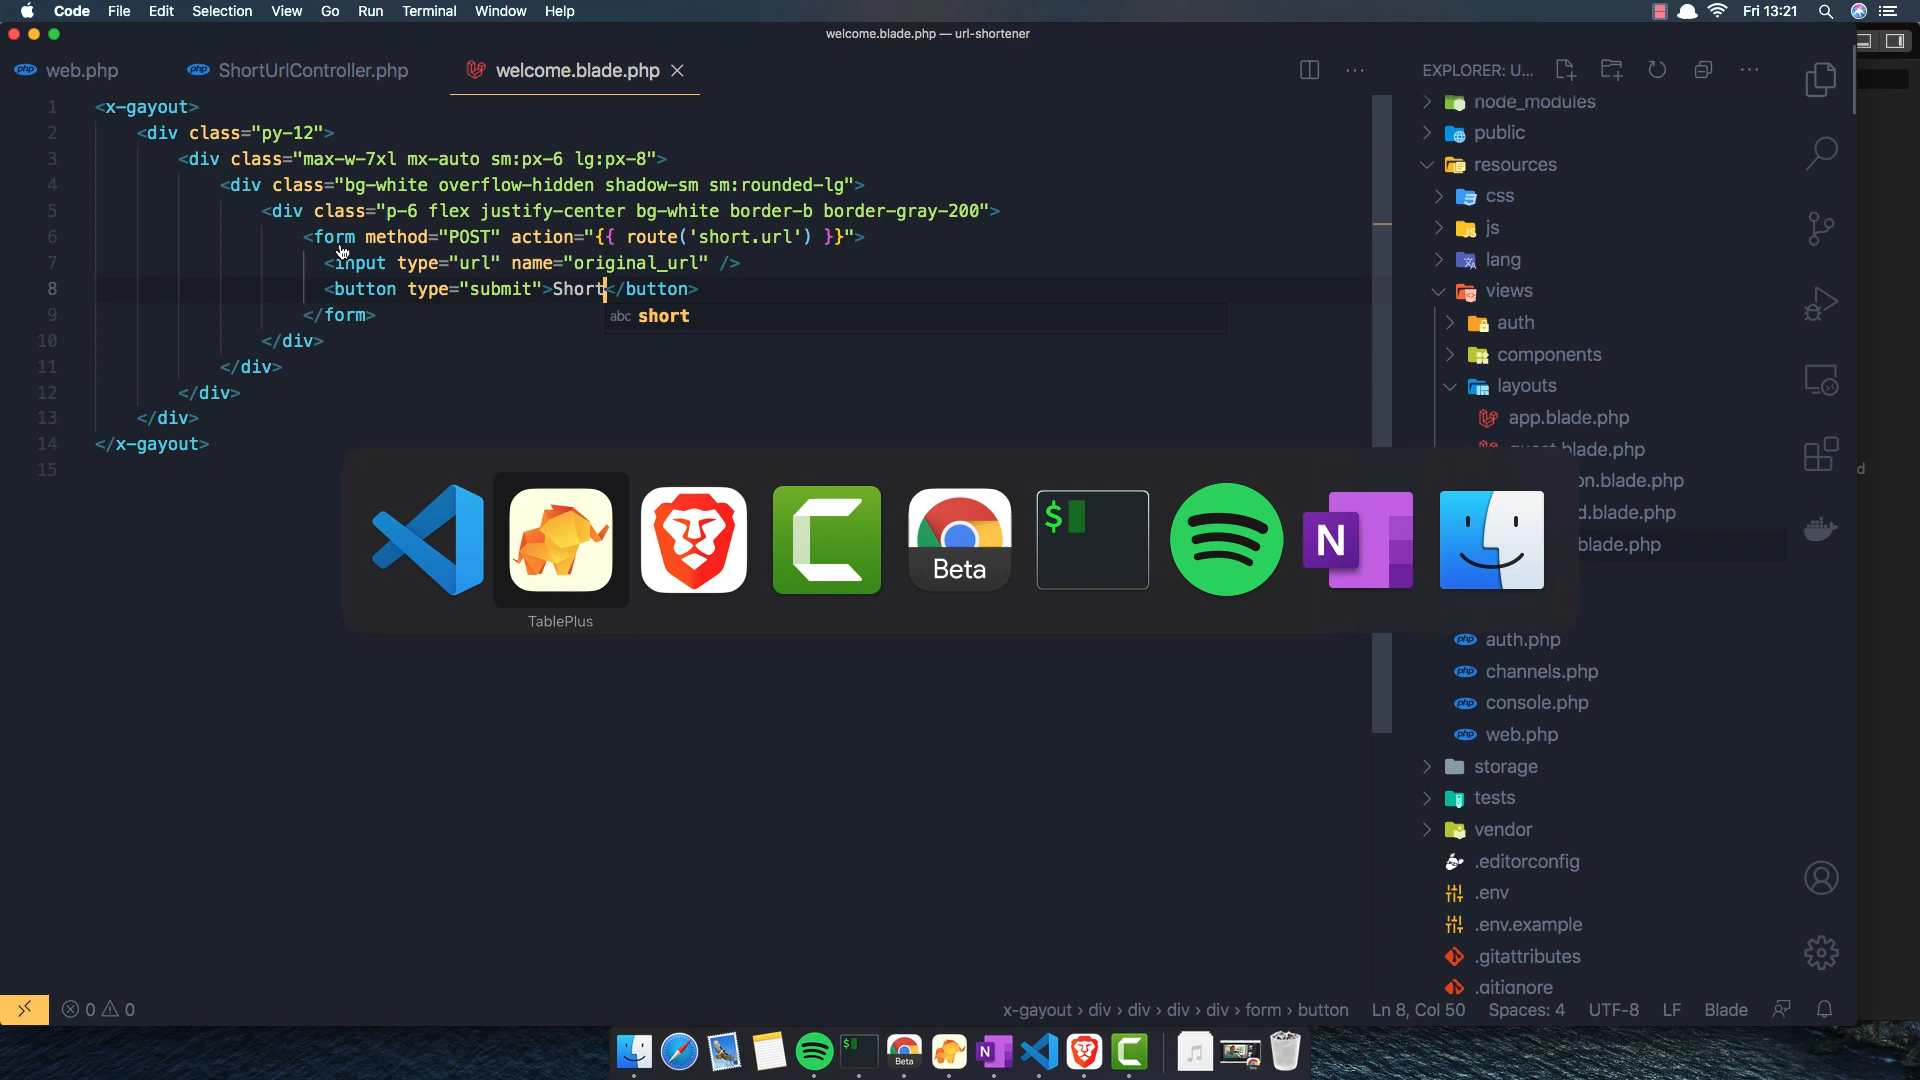 Code File Edit Selection View Go Run Terminal Window Help Fri 13:21
welcome.blade.php — url-shortener
web.php ShortUrlController.php welcome.blade.php
EXPLORER: U...
1 <x-gayout>
2 <div class="py-12">
3 <div class="max-w-7xl mx-auto sm:px-6 lg:px-8">
4 <div class="bg-white overflow-hidden shadow-sm sm:rounded-lg">
5 <div class="p-6 flex justify-center bg-white border-b border-gray-200">
6 <form method="POST" action="{{ route('short.url') }}">
7 <input type="url" name="original_url" />
8 <button type="submit">Short</button>
abc short
9 </form>
10 </div>
11 </div>
12 </div>
13 </div>
14 </x-gayout>
15
node_modules
public
resources
css
js
lang
views
auth
components
layouts
app.blade.php
blade.php
on.blade.php
d.blade.php
blade.php
auth.php
channels.php
console.php
web.php
storage
tests
vendor
.editorconfig
.env
.env.example
.gitattributes
.gitignore
$ 
Beta
N
TablePlus
0 0
x-gayout › div › div › div › div › form › button Ln 8, Col 50 Spaces: 4 UTF-8 LF Blade
$ Beta N